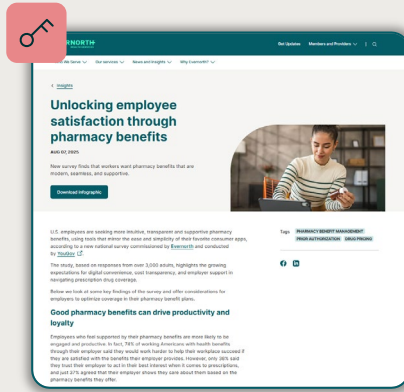 Get Updates Members and Providers
We Serve Our services News and Insights Why Evernorth?
Insights
Unlocking employee
satisfaction through
pharmacy benefits
AUG 07, 2025
New survey finds that workers want pharmacy benefits that are
modern, seamless, and supportive.
Download Infographic
U.S. employees are seeking more intuitive, transparent and supportive pharmacy
benefits, using tools that mirror the ease and simplicity of their favorite consumer apps,
according to a new national survey commissioned by Evernorth and conducted
by YouGov
The study, based on responses from over 3,000 adults, highlights the growing
expectations for digital convenience, cost transparency, and employer support in
navigating prescription drug coverage.
Below we look at some key findings of the survey and offer considerations for
employers to optimize coverage in their pharmacy benefit plans.
Good pharmacy benefits can drive productivity and
loyalty
Employees who feel supported by their pharmacy benefits are more likely to be
engaged and productive. In fact, 74% of working Americans with health benefits
through their employer said they would work harder to help their workplace succeed if
they are satisfied with the benefits their employer provides. However, only 26% said
they trust their employer to act in their best interest when it comes to prescriptions,
and just 27% agree that their employer shows they care about them based on the
pharmacy benefits they offer.
Tags PHARMACY BENEFIT MANAGEMENT
PRIOR AUTHORIZATION DRUG PRICING